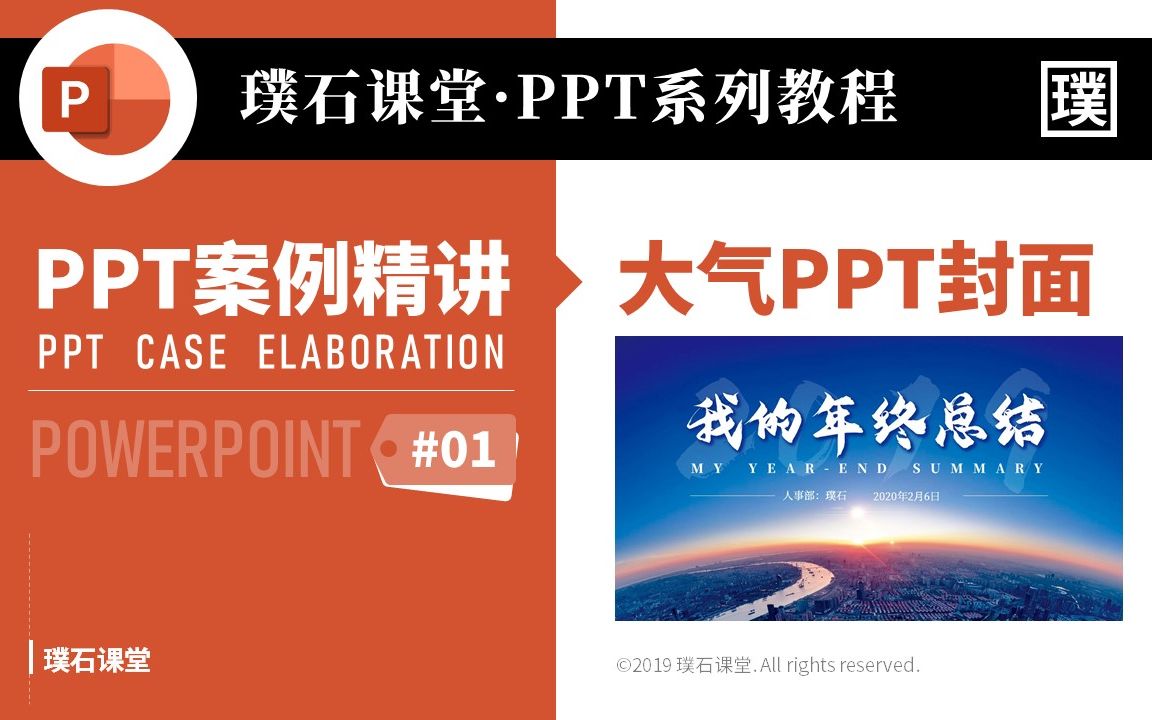 P
璞石课堂·PPT系列教程
璞
PPT案例精讲
PPT CASE ELABORATION
POWERPOINT
#01
璞石课堂
大气PPT封面
2019
我的年终总结
MY YEAR-END SUMMARY
人事部：璞石 2020年2月6日
©2019 璞石课堂. All rights reserved.